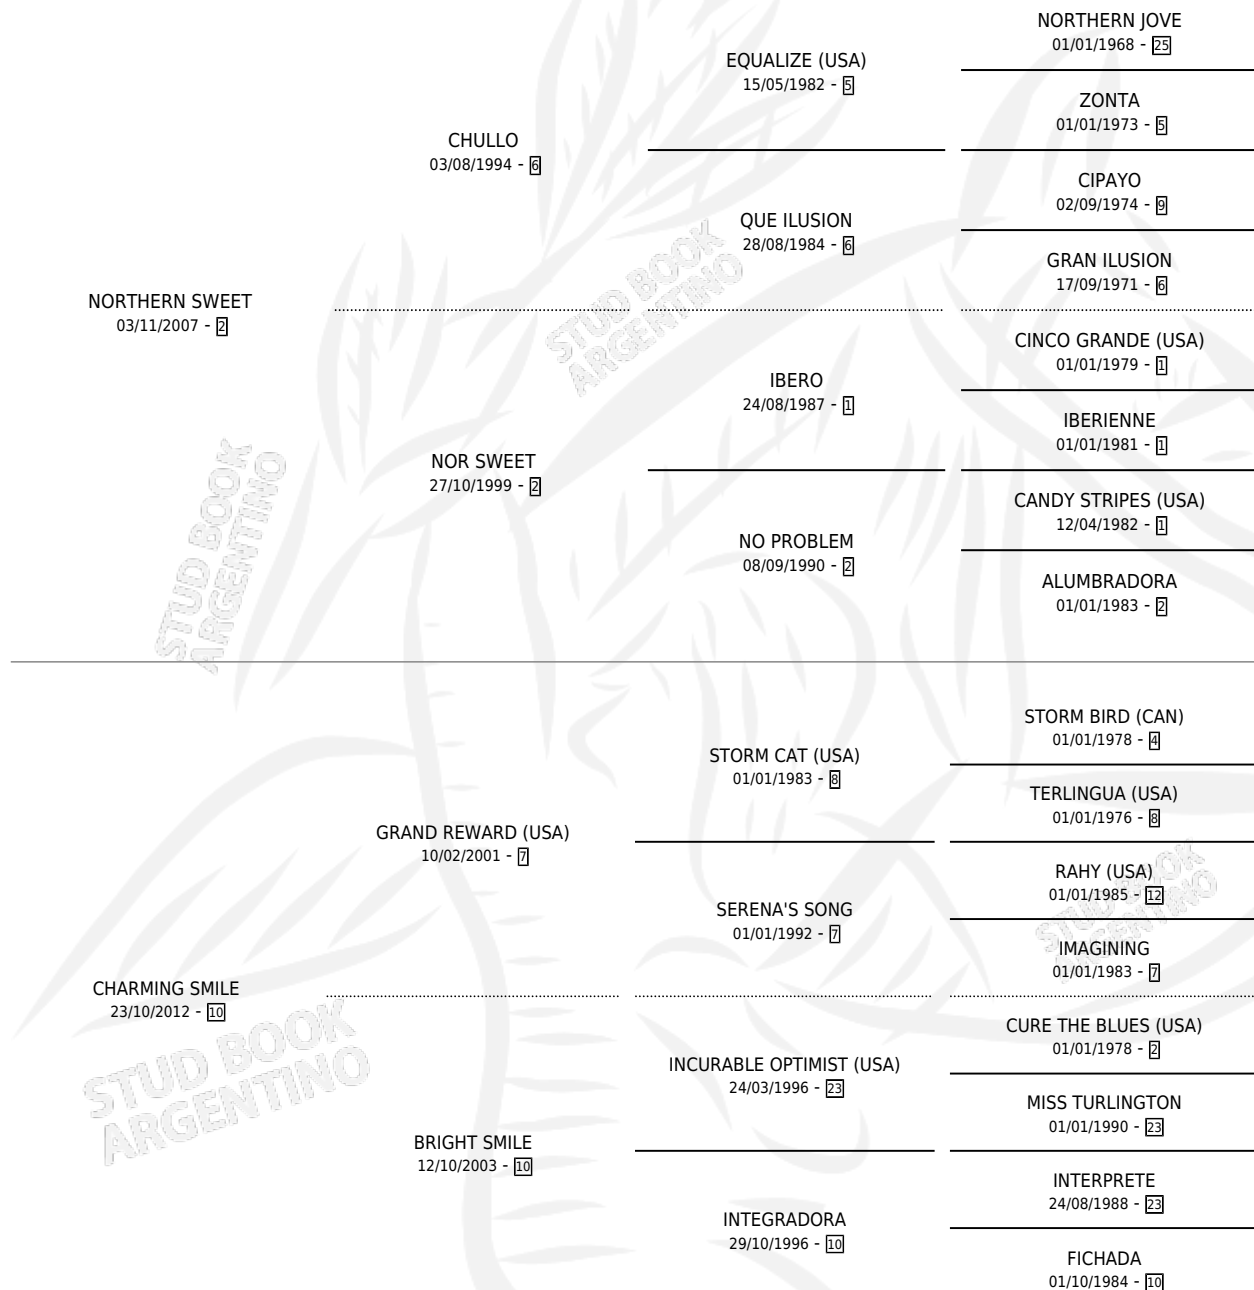 NORTHERN JOVE
01/01/1968 - 25
EQUALIZE (USA)
15/05/1982 - 5
ZONTA
01/01/1973 - 5
CHULLO
03/08/1994 - 6
CIPAYO
02/09/1974 - 9
QUE ILUSION
28/08/1984 - 6
GRAN ILUSION
17/09/1971 - 6
NORTHERN SWEET
03/11/2007 - 2
CINCO GRANDE (USA)
01/01/1979 - 1
IBERO
24/08/1987 - 1
IBERIENNE
01/01/1981 - 1
NOR SWEET
27/10/1999 - 2
CANDY STRIPES (USA)
12/04/1982 - 1
NO PROBLEM
08/09/1990 - 2
ALUMBRADORA
01/01/1983 - 2
STORM BIRD (CAN)
01/01/1978 - 4
STORM CAT (USA)
01/01/1983 - 8
TERLINGUA (USA)
01/01/1976 - 8
GRAND REWARD (USA)
10/02/2001 - 7
RAHY (USA)
01/01/1985 - 12
SERENA'S SONG
01/01/1992 - 7
IMAGINING
01/01/1983 - 7
CHARMING SMILE
23/10/2012 - 10
CURE THE BLUES (USA)
01/01/1978 - 2
INCURABLE OPTIMIST (USA)
24/03/1996 - 23
MISS TURLINGTON
01/01/1990 - 23
BRIGHT SMILE
12/10/2003 - 10
INTERPRETE
24/08/1988 - 23
INTEGRADORA
29/10/1996 - 10
FICHADA
01/10/1984 - 10
STUD BOOK
ARGENTINO
STUD BOOK
ARGENTINO
STUD BOOK
ARGENTINO
STUD BOOK
ARGENTINO